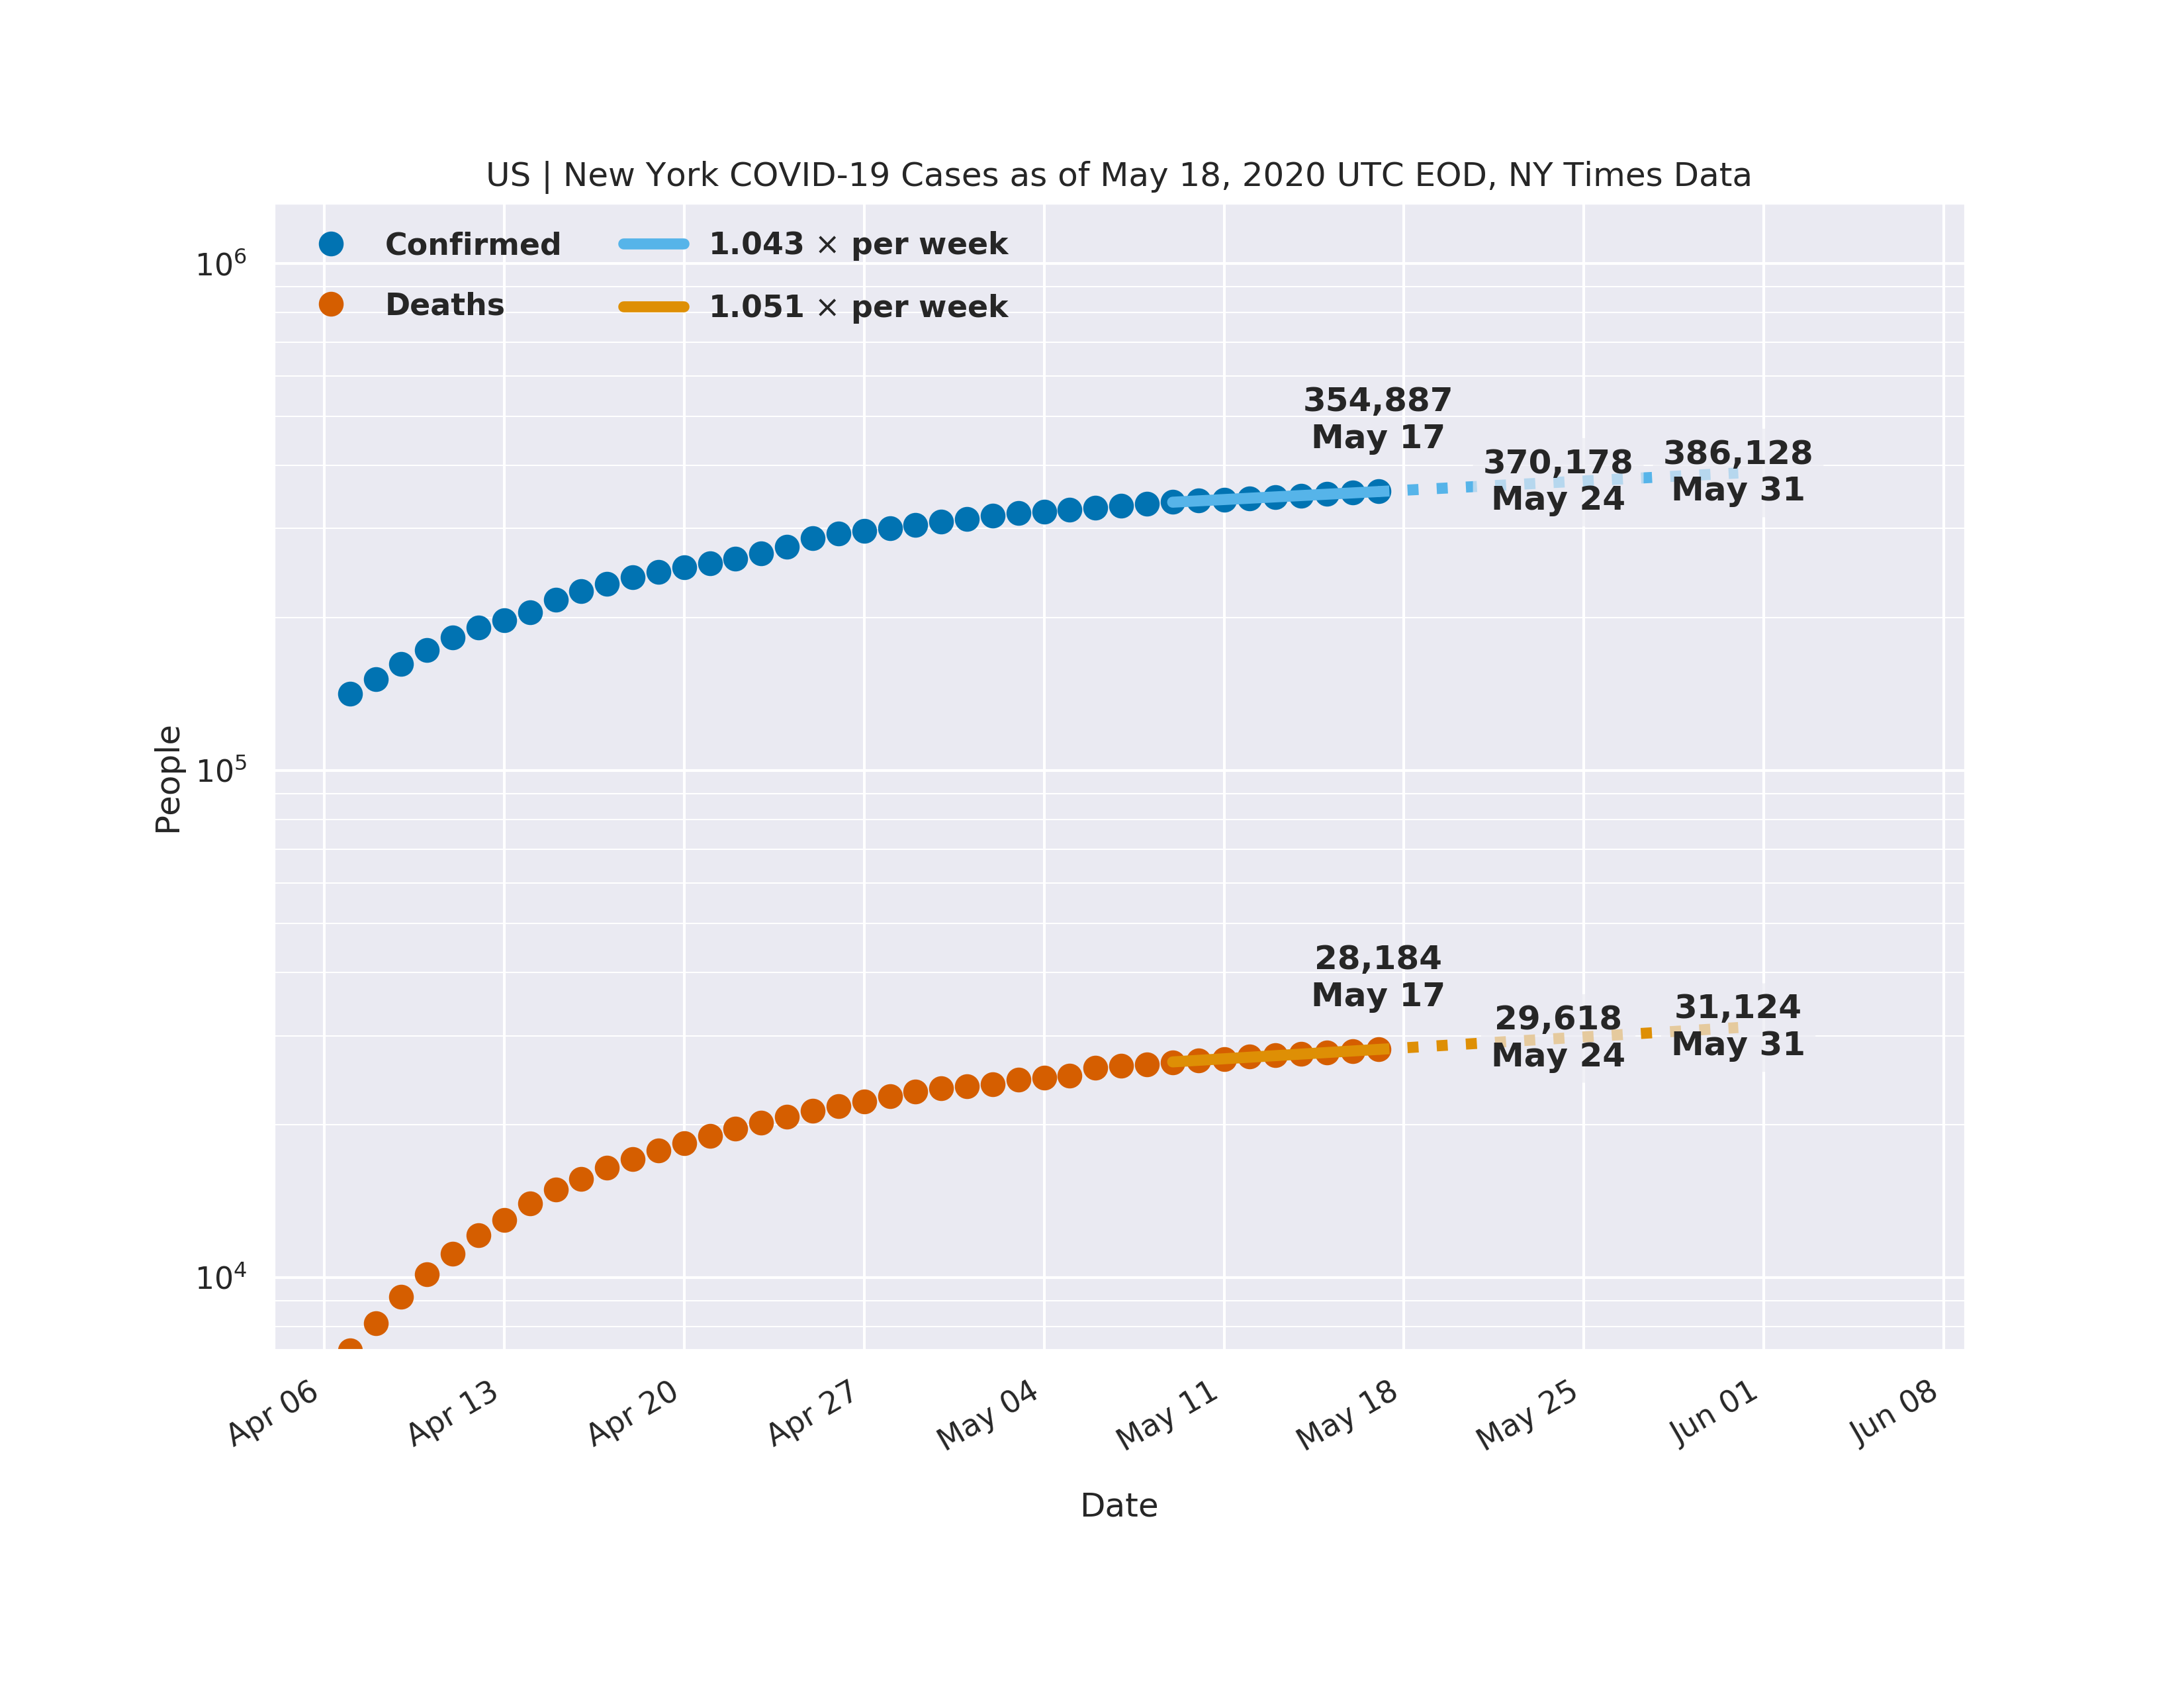 US | New York COVID-19 Cases as of May 18, 2020 UTC EOD, NY Times Data
Confirmed
Deaths
1.043 × per week
1.051 × per week
354,887
May 17
370,178
May 24
386,128
May 31
28,184
May 17
29,618
May 24
31,124
May 31
10⁶
10⁵
10⁴
People
Apr 06
Apr 13
Apr 20
Apr 27
May 04
May 11
May 18
May 25
Jun 01
Jun 08
Date